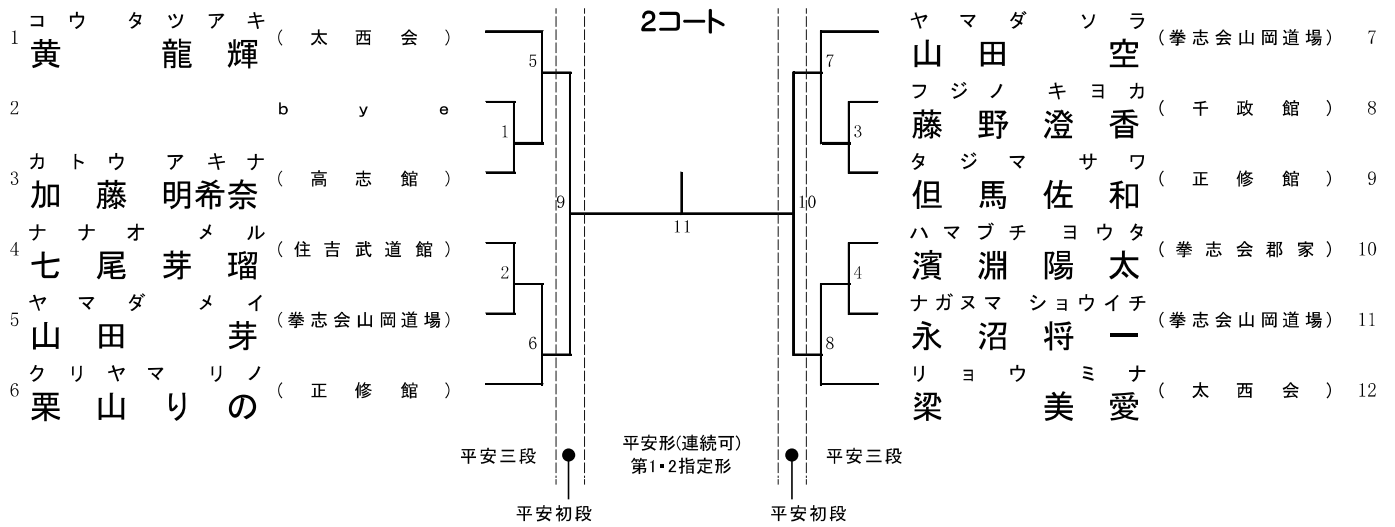 2コート
コウ タツアキ
1 黄 龍輝 (太西会)
2 bye
カトウ アキナ
3 加藤 明希奈 (高志館)
ナナオ メル
4 七尾 芽瑠 (住吉武道館)
ヤマダ メイ
5 山田 芽 (拳志会山岡道場)
クリヤマ リノ
6 栗山 りの (正修館)
5
1
9
2
6
11
7
3
10
4
8
ヤマダ ソラ
山田 空 (拳志会山岡道場) 7
フジノ キヨカ
藤野 澄香 (千政館) 8
タジマ サワ
但馬 佐和 (正修館) 9
ハマブチ ヨウタ
濱淵 陽太 (拳志会郡家) 10
ナガヌマ ショウイチ
永沼 将一 (拳志会山岡道場) 11
リョウ ミナ
梁 美愛 (太西会) 12
平安三段
平安初段
平安形(連続可)
第1・2指定形
平安三段
平安初段